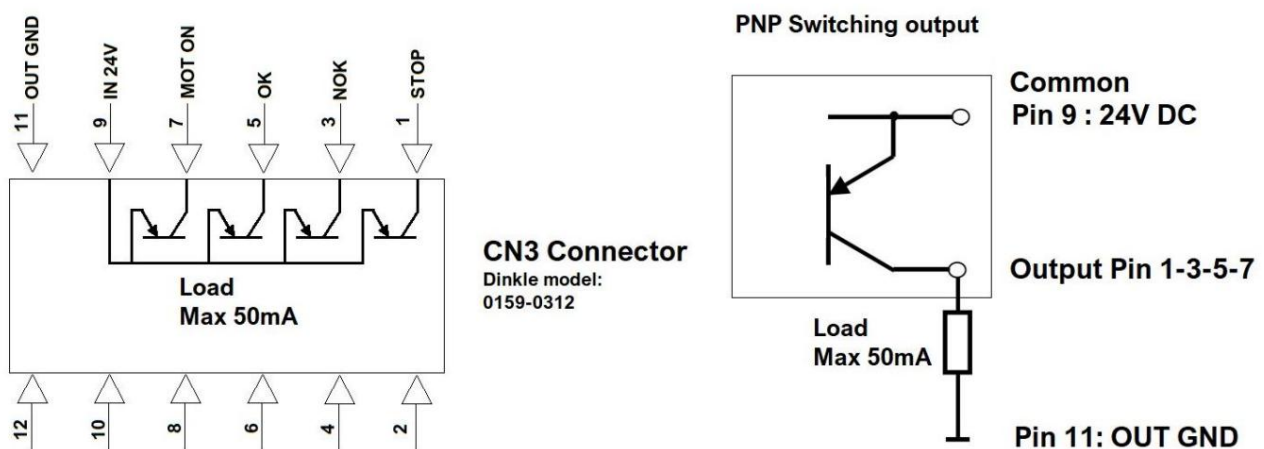 11 OUT GND
9 IN 24V
7 MOT ON
5 OK
3 NOK
1 STOP
Load
Max 50mA
12
10
8
6
4
2
CN3 Connector
Dinkle model:
0159-0312
PNP Switching output
Common
Pin 9 : 24V DC
Output Pin 1-3-5-7
Load
Max 50mA
Pin 11: OUT GND